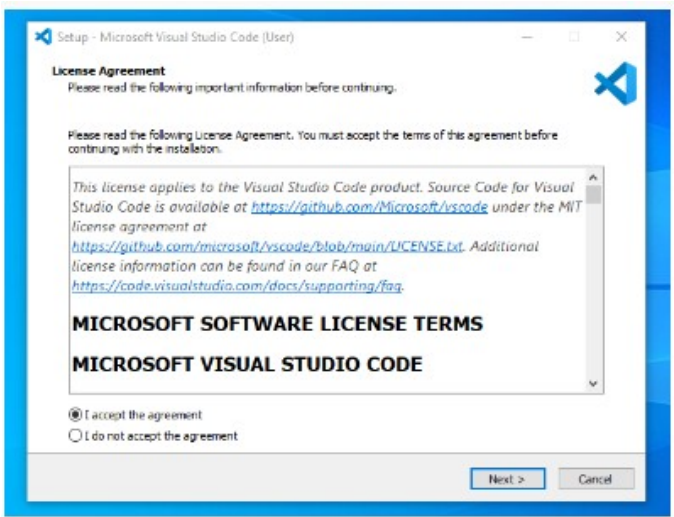 Setup - Microsoft Visual Studio Code (User)
License Agreement
Please read the following important information before continuing.
Please read the following License Agreement. You must accept the terms of this agreement before
continuing with the installation.
This license applies to the Visual Studio Code product. Source Code for Visual
Studio Code is available at https://github.com/Microsoft/vscode under the MIT
license agreement at
https://github.com/microsoft/vscode/blob/main/LICENSE.txt. Additional
license information can be found in our FAQ at
https://code.visualstudio.com/docs/supporting/faq.
MICROSOFT SOFTWARE LICENSE TERMS
MICROSOFT VISUAL STUDIO CODE
I accept the agreement
I do not accept the agreement
Next >
Cancel